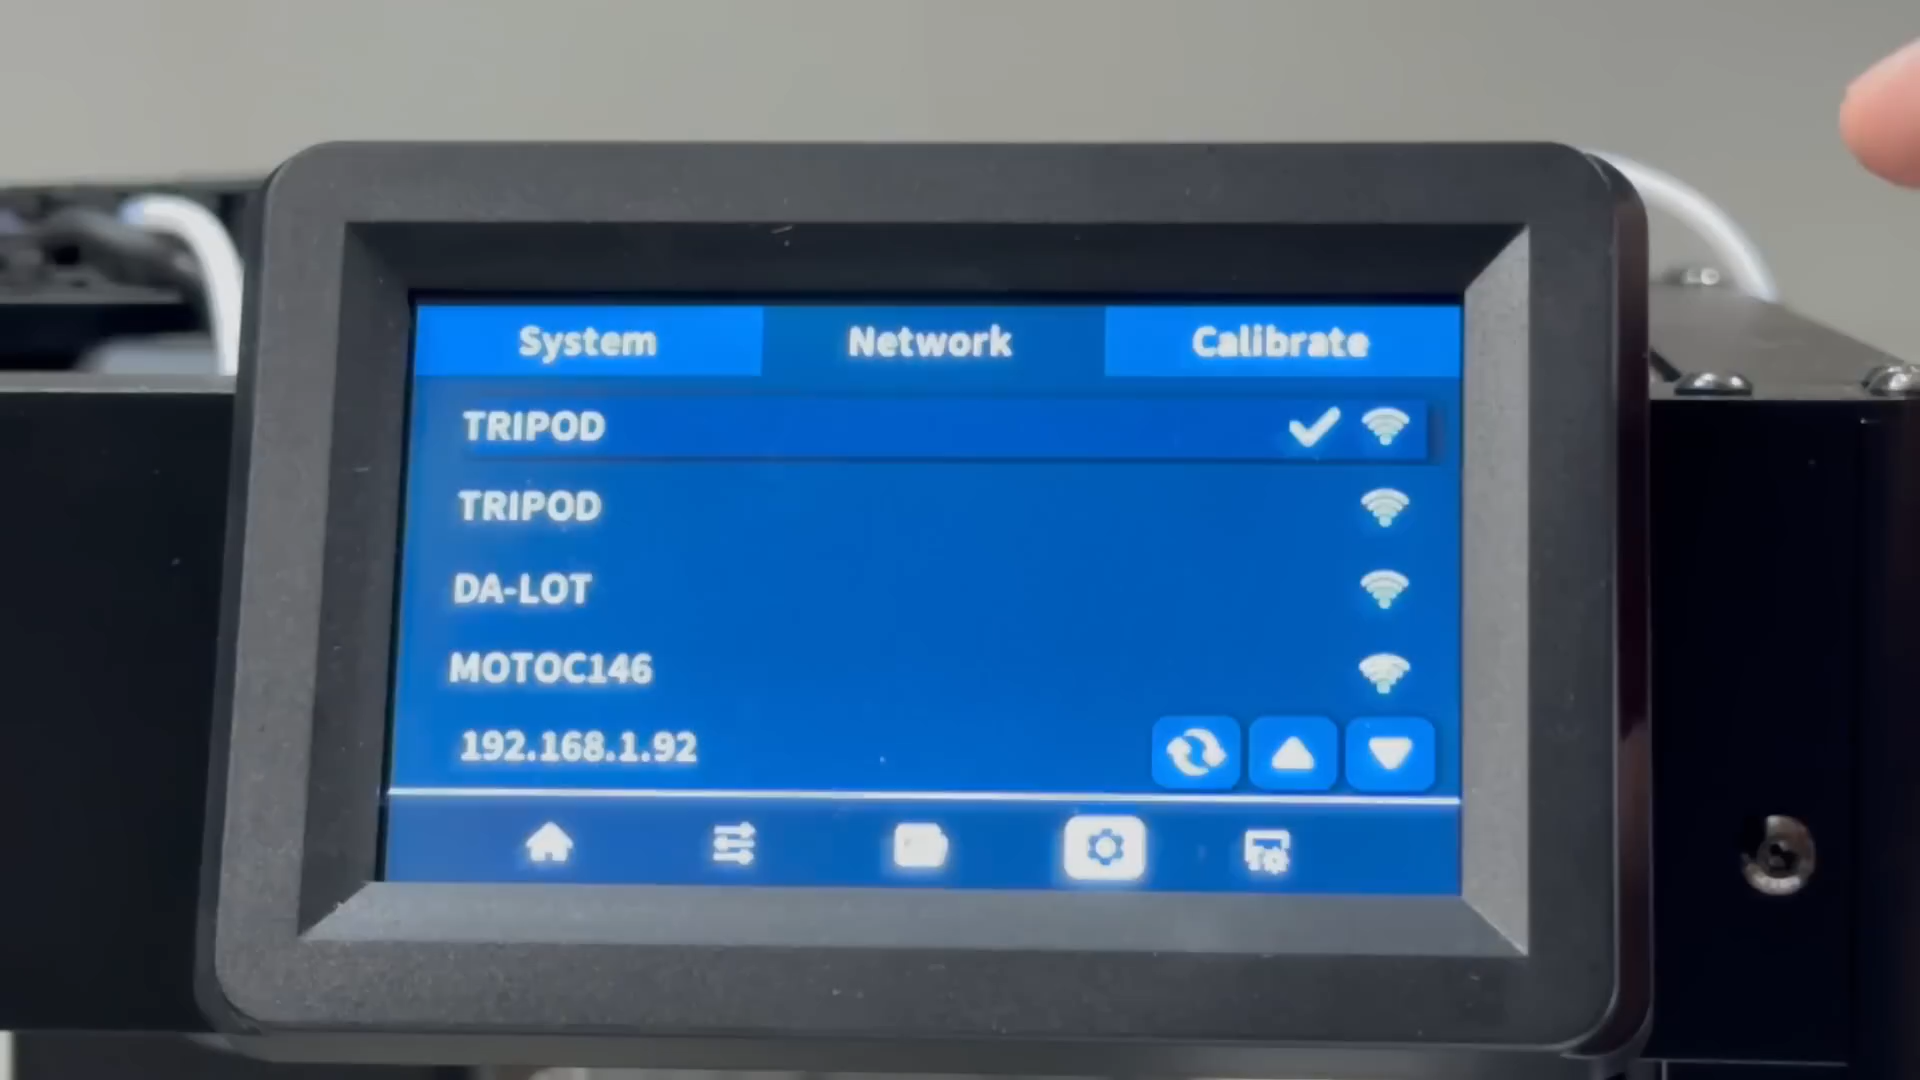 System Network Calibrate
TRIPOD
TRIPOD
DA-LOT
MOTOC146
192.168.1.92